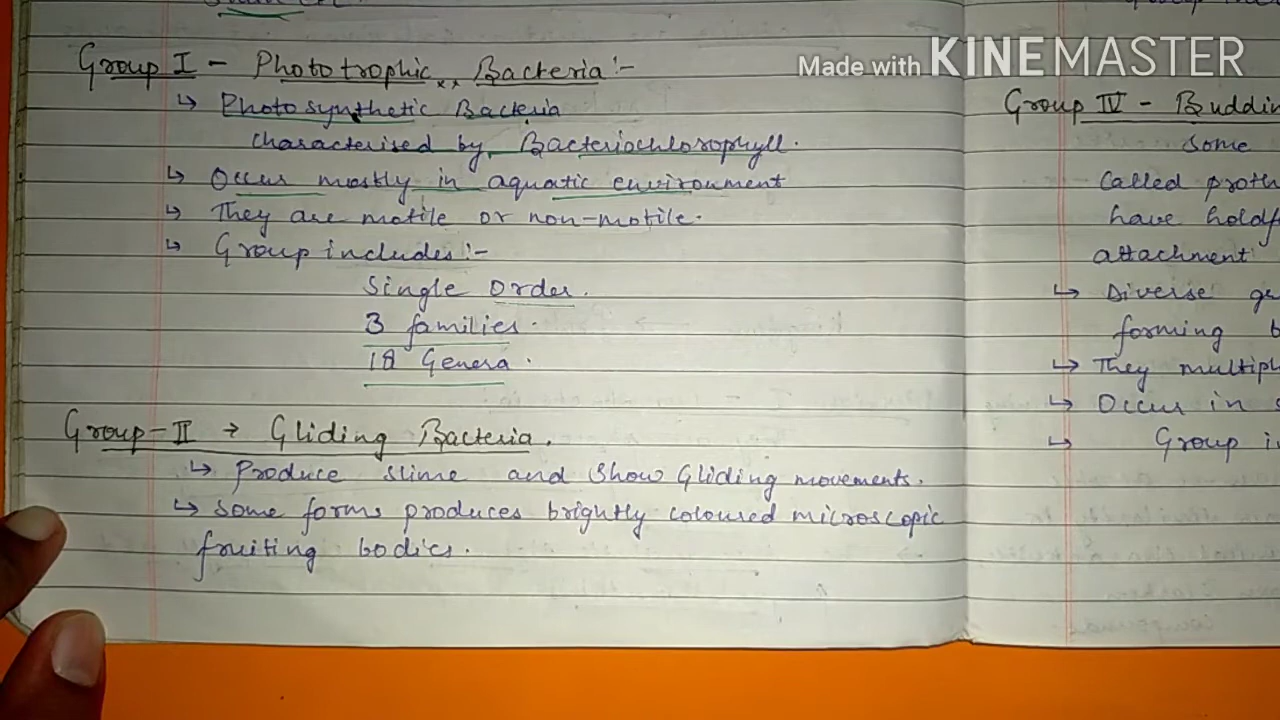 Group I - Phototrophic Bacteria :-
↳ Photosynthetic Bacteria
characterised by Bacteriochlorophyll.
↳ Occur mostly in aquatic environment
↳ They are motile or non-motile.
↳ Group includes :-
Single Order.
3 families.
18 Genera.
Group-II → Gliding Bacteria.
↳ Produce slime and show Gliding movements.
↳ Some forms produces brightly coloured microscopic
fruiting bodies.
Made with KINEMASTER
Group IV - Buddin
Some
called prosth
have holdf
attachment
↳ Diverse
forming
↳ They multipl
↳ Occur in
↳ Group